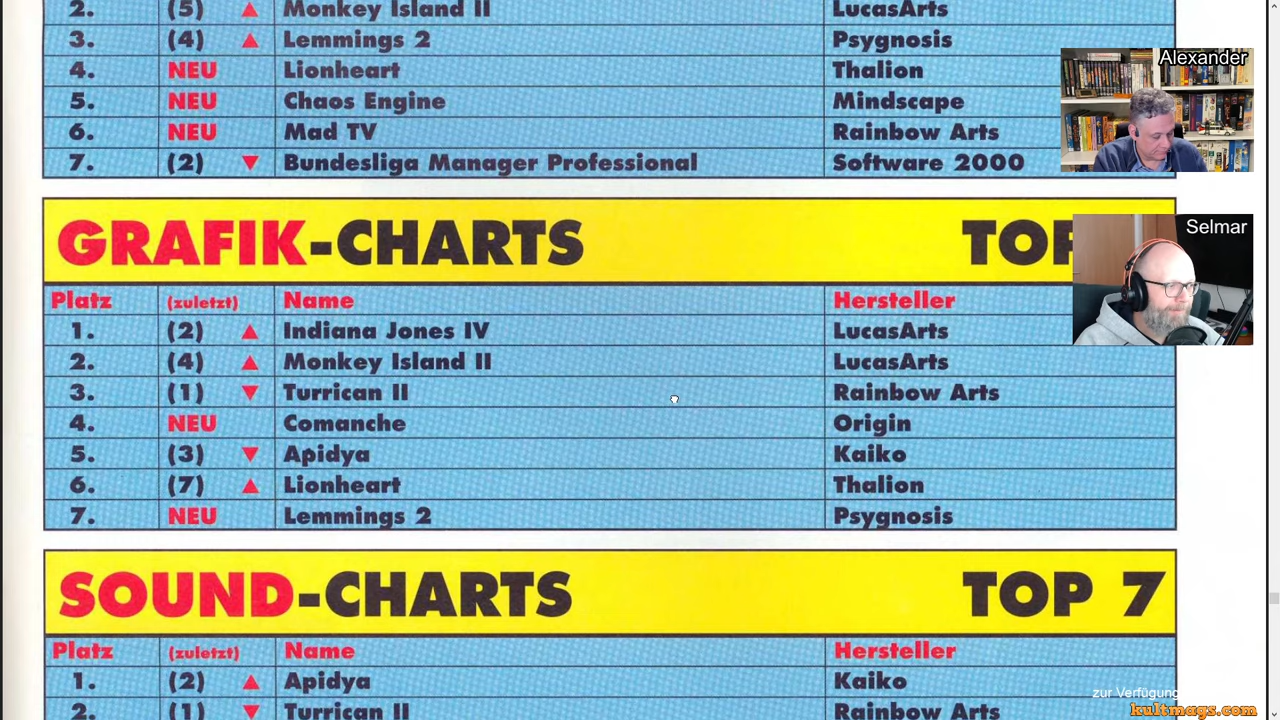 2. (5) ▲ Monkey Island II LucasArts
3. (4) ▲ Lemmings 2 Psygnosis
4. NEU Lionheart Thalion
5. NEU Chaos Engine Mindscape
6. NEU Mad TV Rainbow Arts
7. (2) ▼ Bundesliga Manager Professional Software 2000
Alexander
GRAFIK-CHARTS TOP
Selmar
Platz (zuletzt) Name Hersteller
1. (2) ▲ Indiana Jones IV LucasArts
2. (4) ▲ Monkey Island II LucasArts
3. (1) ▼ Turrican II Rainbow Arts
4. NEU Comanche Origin
5. (3) ▼ Apidya Kaiko
6. (7) ▲ Lionheart Thalion
7. NEU Lemmings 2 Psygnosis
SOUND-CHARTS TOP 7
Platz (zuletzt) Name Hersteller
1. (2) ▲ Apidya Kaiko
2. (1) ▼ Turrican II Rainbow Arts
zur Verfügung
kultmags.com